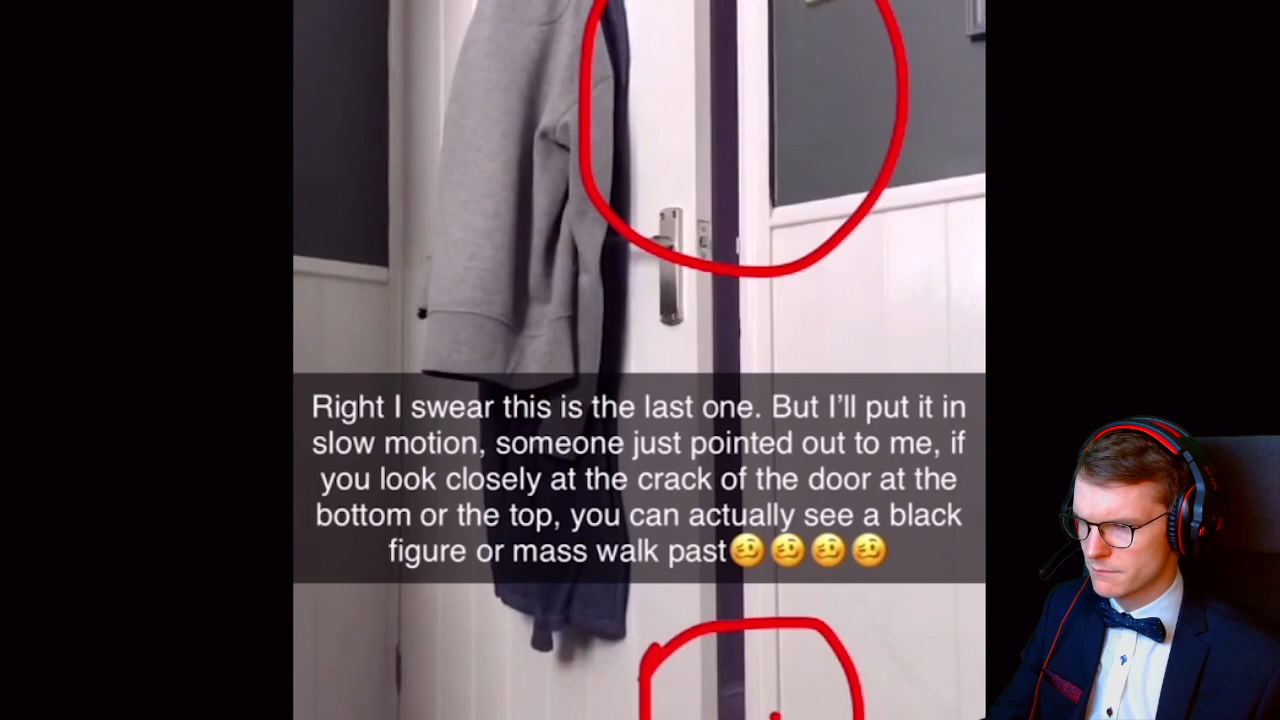 Right I swear this is the last one. But I’ll put it in
slow motion, someone just pointed out to me, if
you look closely at the crack of the door at the
bottom or the top, you can actually see a black
figure or mass walk past🥴🥴🥴🥴